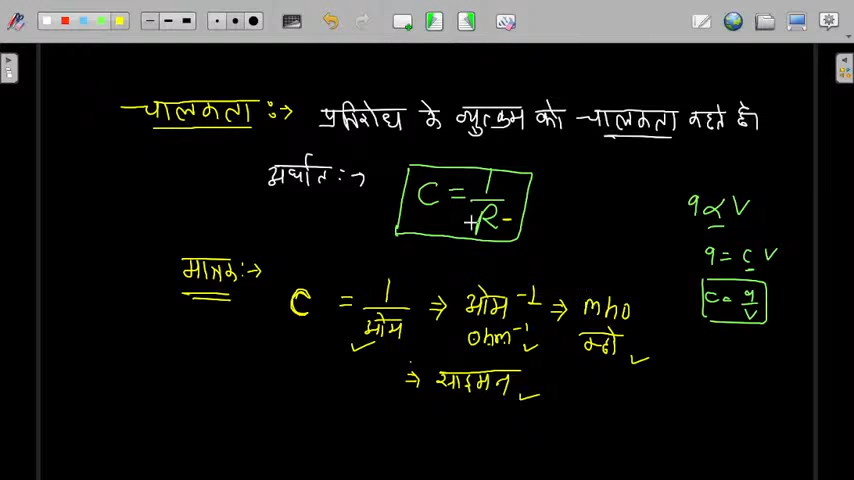 चालकता :→ प्रतिरोध के व्युत्क्रम को चालकता कहते है।
अर्थात :→ C = 1/R
मात्रक :→
C = 1/ओम ⇒ ओम⁻¹ ⇒ mho
ohm⁻¹ म्हो
⇒ साइमन
q ∝ V
q = C V
C = q/V